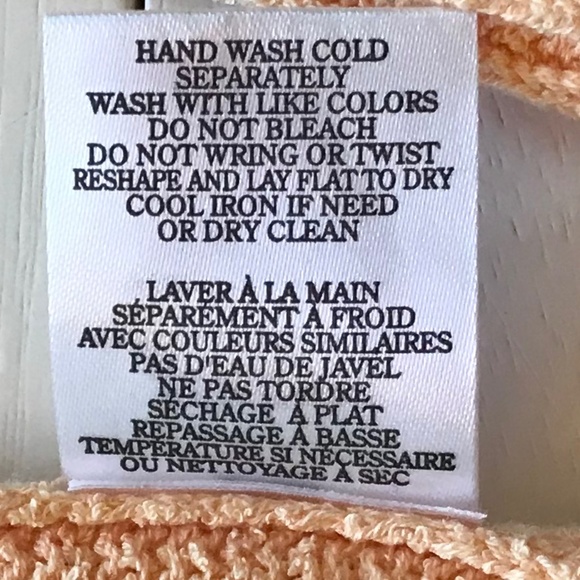 HAND WASH COLD
SEPARATELY
WASH WITH LIKE COLORS
DO NOT BLEACH
DO NOT WRING OR TWIST
RESHAPE AND LAY FLAT TO DRY
COOL IRON IF NEED
OR DRY CLEAN
LAVER À LA MAIN
SÉPARÉMENT À FROID
AVEC COULEURS SIMILAIRES
PAS D'EAU DE JAVEL
NE PAS TORDRE
SÉCHAGE À PLAT
REPASSAGE À BASSE
TEMPÉRATURE SI NÉCESSAIRE
OU NETTOYAGE À SEC